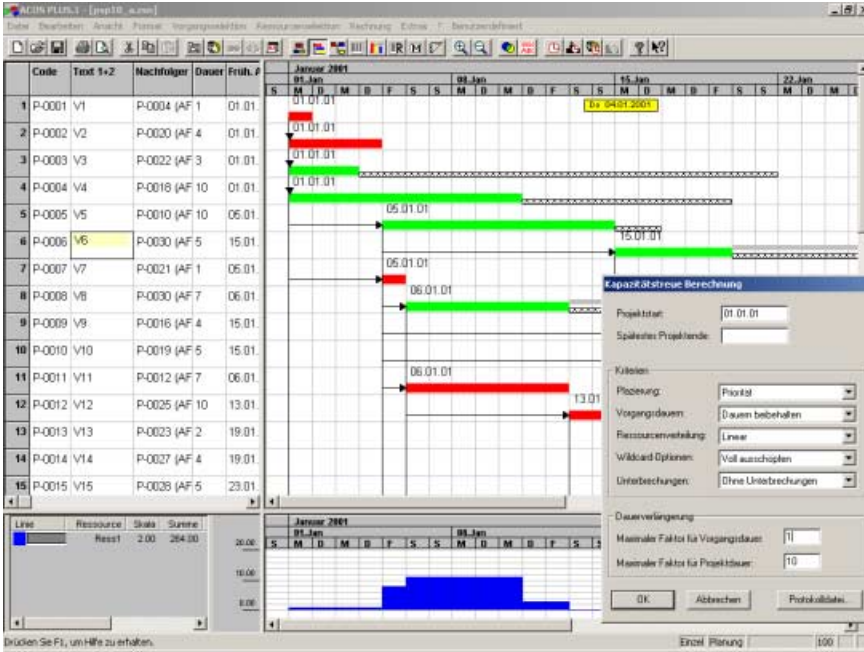 ACOS PLUS.1 - [psp10_a.mn]
Datei Bearbeiten Ansicht Format Vorgangsselektion Ressourcenselektion Rechnung Extras F Benutzerdefiniert
Code Text 1+2 Nachfolger Dauer Früh. A
Januar 2001
01.Jan 08.Jan 15.Jan 22.Jan
S M D M D F S S M D M D F S S M D M D F S S M D M
1 P-0001 V1 P-0004 (AF 1 01.01. 01.01.01
Do 04.01.2001
2 P-0002 V2 P-0020 (AF 4 01.01. 01.01.01
3 P-0003 V3 P-0022 (AF 3 01.01. 01.01.01
4 P-0004 V4 P-0018 (AF 10 01.01. 01.01.01
5 P-0005 V5 P-0010 (AF 10 05.01. 05.01.01
6 P-0006 V6 P-0030 (AF 5 15.01. 15.01.01
7 P-0007 V7 P-0021 (AF 1 05.01. 05.01.01
8 P-0008 V8 P-0030 (AF 7 06.01. 06.01.01
9 P-0009 V9 P-0016 (AF 4 15.01.
10 P-0010 V10 P-0019 (AF 5 15.01.
11 P-0011 V11 P-0012 (AF 7 06.01. 06.01.01
12 P-0012 V12 P-0025 (AF 10 13.01. 13.01
13 P-0013 V13 P-0023 (AF 2 19.01.
14 P-0014 V14 P-0027 (AF 4 19.01.
15 P-0015 V15 P-0028 (AF 5 23.01.
Kapazitätstreue Berechnung
Projektstart: 01.01.01
Spätestes Projektende:
Kriterien
Plazierung: Priorität
Vorgangsdauern: Dauern beibehalten
Ressourcenverteilung: Linear
Wildcard-Optionen: Voll ausschöpfen
Unterbrechungen: Ohne Unterbrechungen
Dauerverlängerung
Maximaler Faktor für Vorgangsdauer: 1
Maximaler Faktor für Projektdauer: 10
OK Abbrechen Protokolldatei...
Linie Ressource Skala Summe
Ress1 2.00 264.00
20.00
10.00
0.00
Januar 2001
01.Jan 08.Jan
S M D M D F S S M D M D F S
Drücken Sie F1, um Hilfe zu erhalten.
Einzel Planung 100